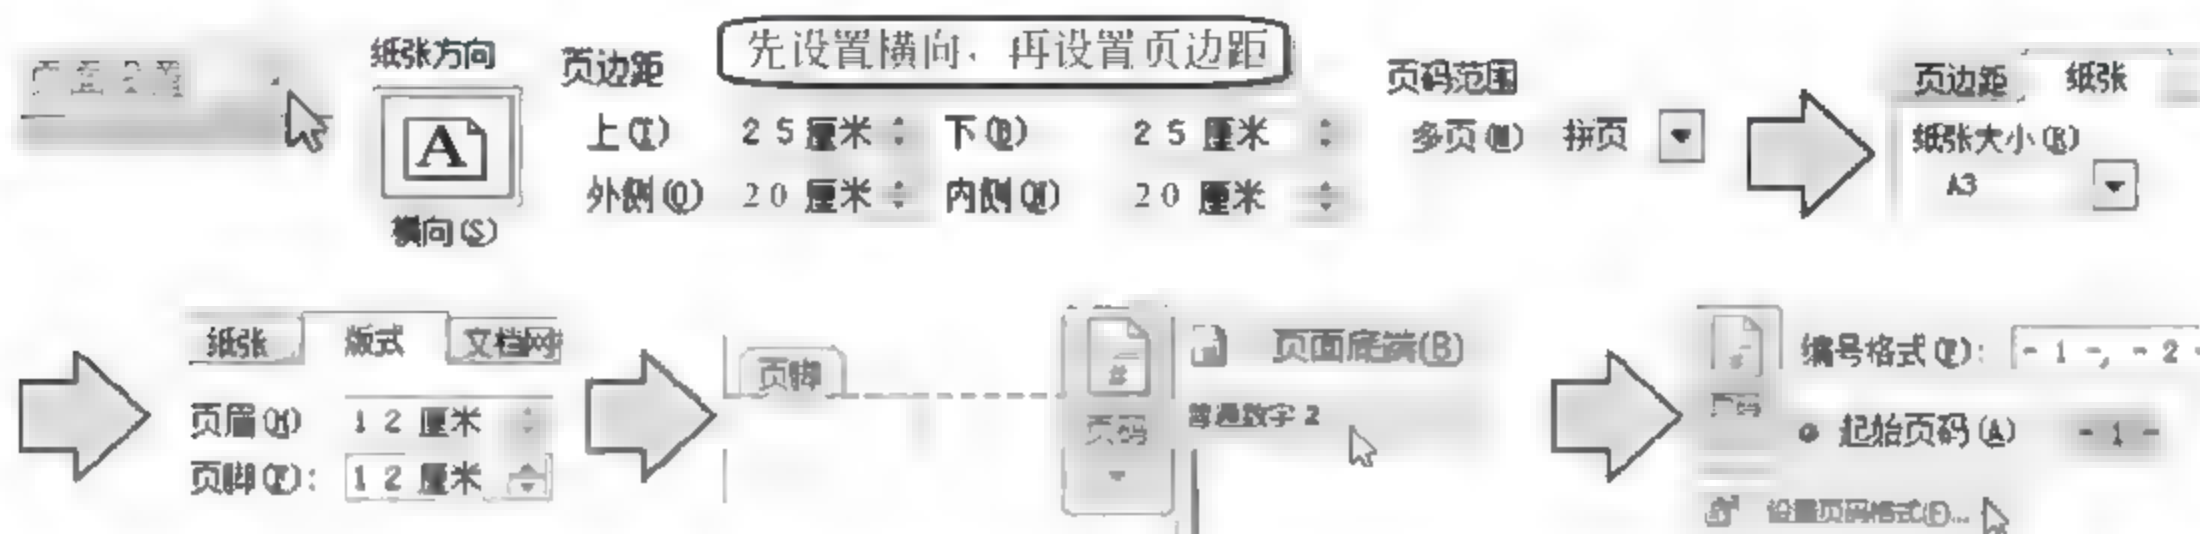 纸张方向
横向(S)
页边距
先设置横向，再设置页边距
上(T) 2 5 厘米 下(B) 2 5 厘米
外侧(O) 2 0 厘米 内侧(N) 2 0 厘米
页码范围
多页(M) 拼页
页边距 纸张
纸张大小(R)
A3
纸张 版式 文档网
页眉(H) 1 2 厘米
页脚(F): 1 2 厘米
页脚
#
页码
页面底端(B)
普通数字 2
#
页码
编号格式(F): - 1 -, - 2 -
起始页码(A) - 1 -
设置页码格式(F)...